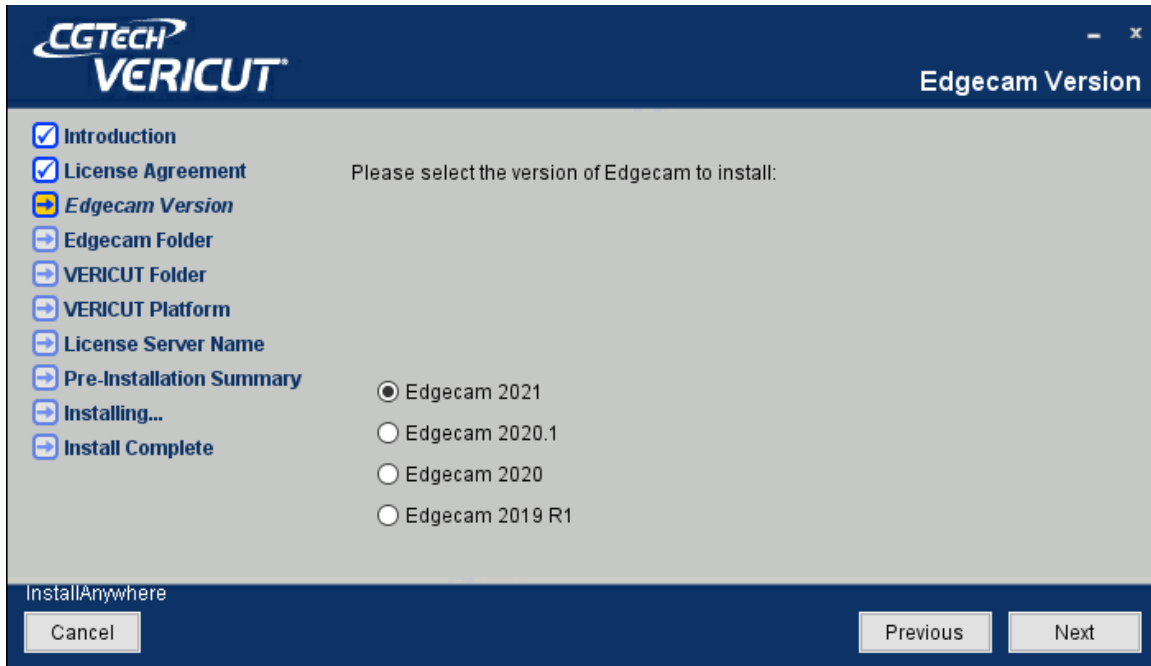 CGTECH
VERICUT®
Edgecam Version
Introduction
License Agreement
Edgecam Version
Edgecam Folder
VERICUT Folder
VERICUT Platform
License Server Name
Pre-Installation Summary
Installing...
Install Complete
Please select the version of Edgecam to install:
Edgecam 2021
Edgecam 2020.1
Edgecam 2020
Edgecam 2019 R1
InstallAnywhere
Cancel
Previous
Next